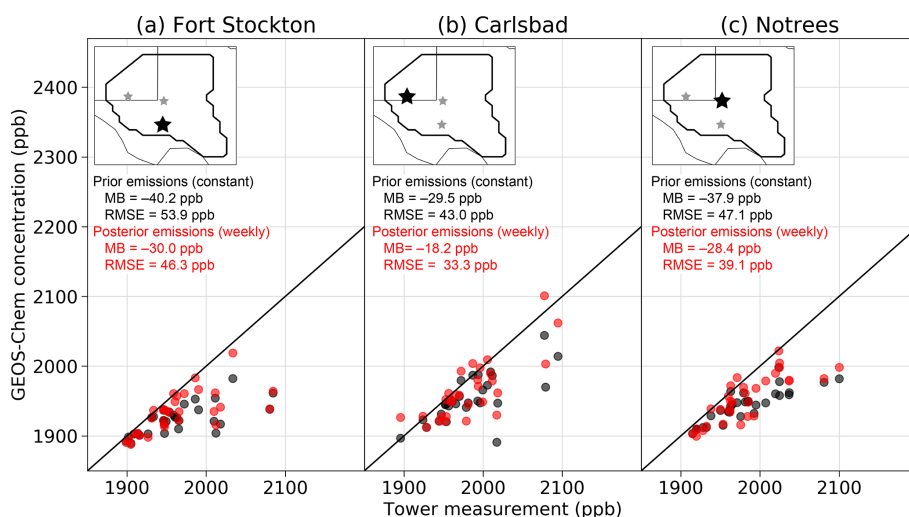 (a) Fort Stockton
(b) Carlsbad
(c) Notrees
GEOS-Chem concentration (ppb)
2400
2300
2200
2100
2000
1900
Prior emissions (constant)
MB = –40.2 ppb
RMSE = 53.9 ppb
Posterior emissions (weekly)
MB = –30.0 ppb
RMSE = 46.3 ppb
Prior emissions (constant)
MB = –29.5 ppb
RMSE = 43.0 ppb
Posterior emissions (weekly)
MB= –18.2 ppb
RMSE = 33.3 ppb
Prior emissions (constant)
MB = –37.9 ppb
RMSE = 47.1 ppb
Posterior emissions (weekly)
MB = –28.4 ppb
RMSE = 39.1 ppb
1900 2000 2100
1900 2000 2100
1900 2000 2100
Tower measurement (ppb)